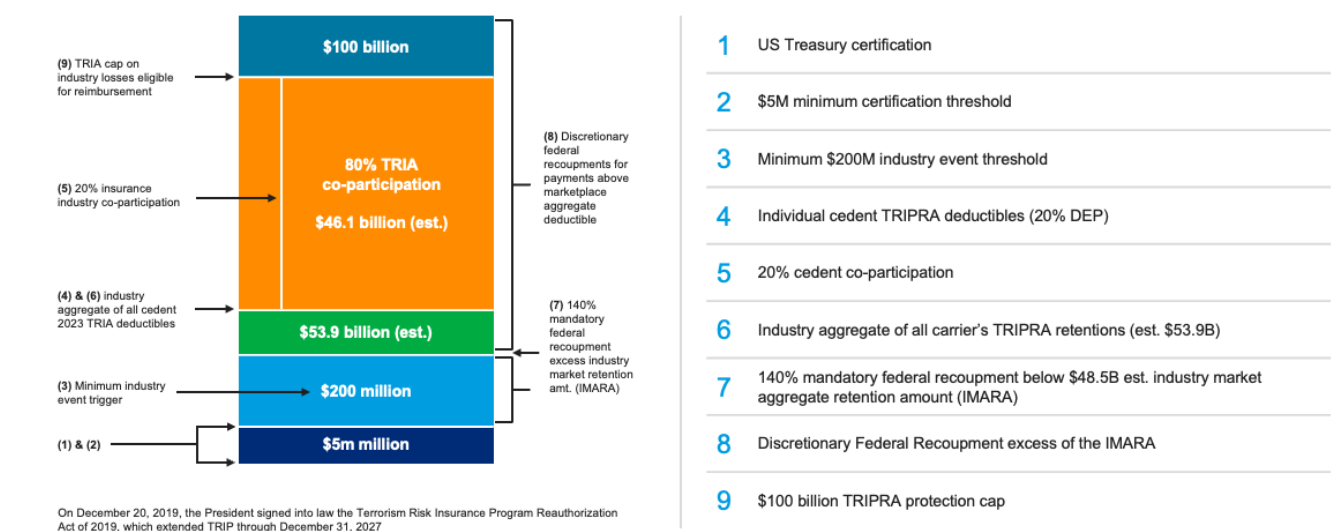 $100 billion
(9) TRIA cap on
industry losses eligible
for reimbursement
80% TRIA
co-participation
$46.1 billion (est.)
(8) Discretionary
federal
recoupments for
payments above
marketplace
aggregate
deductible
(5) 20% insurance
industry co-participation
(4) & (6) industry
aggregate of all cedent
2023 TRIA deductibles
$53.9 billion (est.)
(7) 140%
mandatory
federal
recoupment
excess industry
market retention
amt. (IMARA)
(3) Minimum industry
event trigger
$200 million
(1) & (2)
$5m million
On December 20, 2019, the President signed into law the Terrorism Risk Insurance Program Reauthorization
Act of 2019, which extended TRIP through December 31, 2027
1 US Treasury certification
2 $5M minimum certification threshold
3 Minimum $200M industry event threshold
4 Individual cedent TRIPRA deductibles (20% DEP)
5 20% cedent co-participation
6 Industry aggregate of all carrier's TRIPRA retentions (est. $53.9B)
7 140% mandatory federal recoupment below $48.5B est. industry market
aggregate retention amount (IMARA)
8 Discretionary Federal Recoupment excess of the IMARA
9 $100 billion TRIPRA protection cap